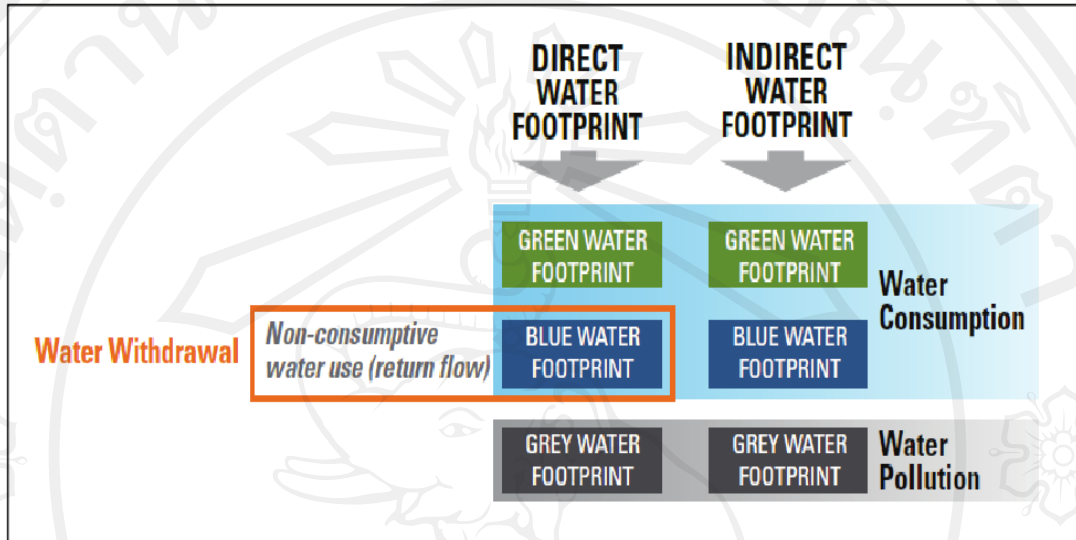 DIRECT
WATER
FOOTPRINT
INDIRECT
WATER
FOOTPRINT
GREEN WATER
FOOTPRINT
GREEN WATER
FOOTPRINT
Water
Consumption
Water Withdrawal
Non-consumptive
water use (return flow)
BLUE WATER
FOOTPRINT
BLUE WATER
FOOTPRINT
GREY WATER
FOOTPRINT
GREY WATER
FOOTPRINT
Water
Pollution